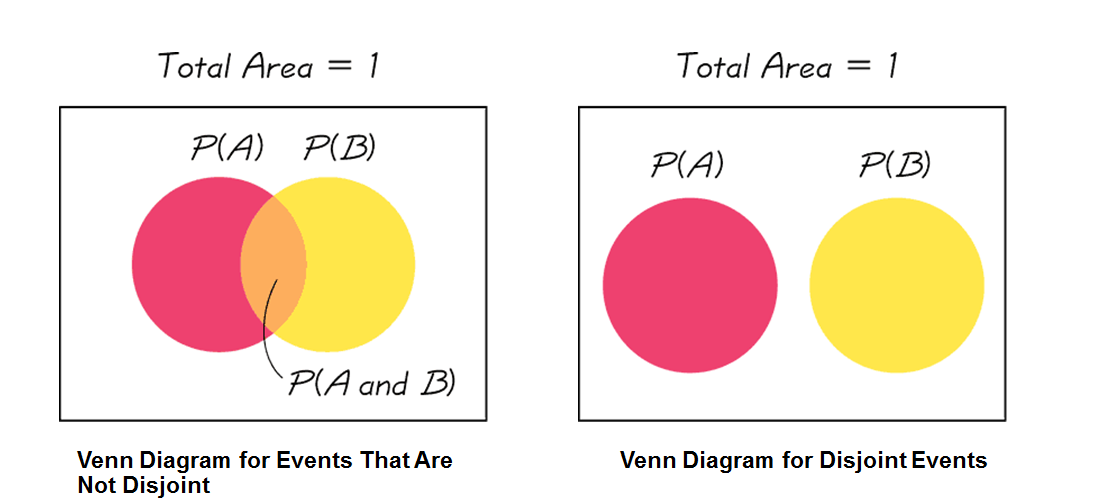 Total Area = 1
P(A) P(B)
P(A and B)
Venn Diagram for Events That Are
Not Disjoint
Total Area = 1
P(A) P(B)
Venn Diagram for Disjoint Events